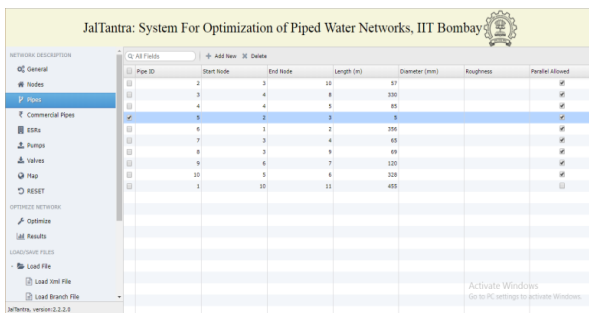 JalTantra: System For Optimization of Piped Water Networks, IIT Bombay
NETWORK DESCRIPTION
General
Nodes
Pipes
₹ Commercial Pipes
ESRs
Pumps
Valves
Map
RESET
OPTIMIZE NETWORK
Optimize
Results
LOAD/SAVE FILES
- Load File
Load Xml File
Load Branch File
JalTantra, version:2.2.2.0
All Fields + Add New Delete
Pipe ID Start Node End Node Length (m) Diameter (mm) Roughness Parallel Allowed
2 3 10 57
3 4 8 330
4 4 5 85
5 2 3 5
6 1 2 356
7 3 4 65
8 3 9 69
9 6 7 120
10 5 6 328
1 10 11 455
Activate Windows
Go to PC settings to activate Windows.